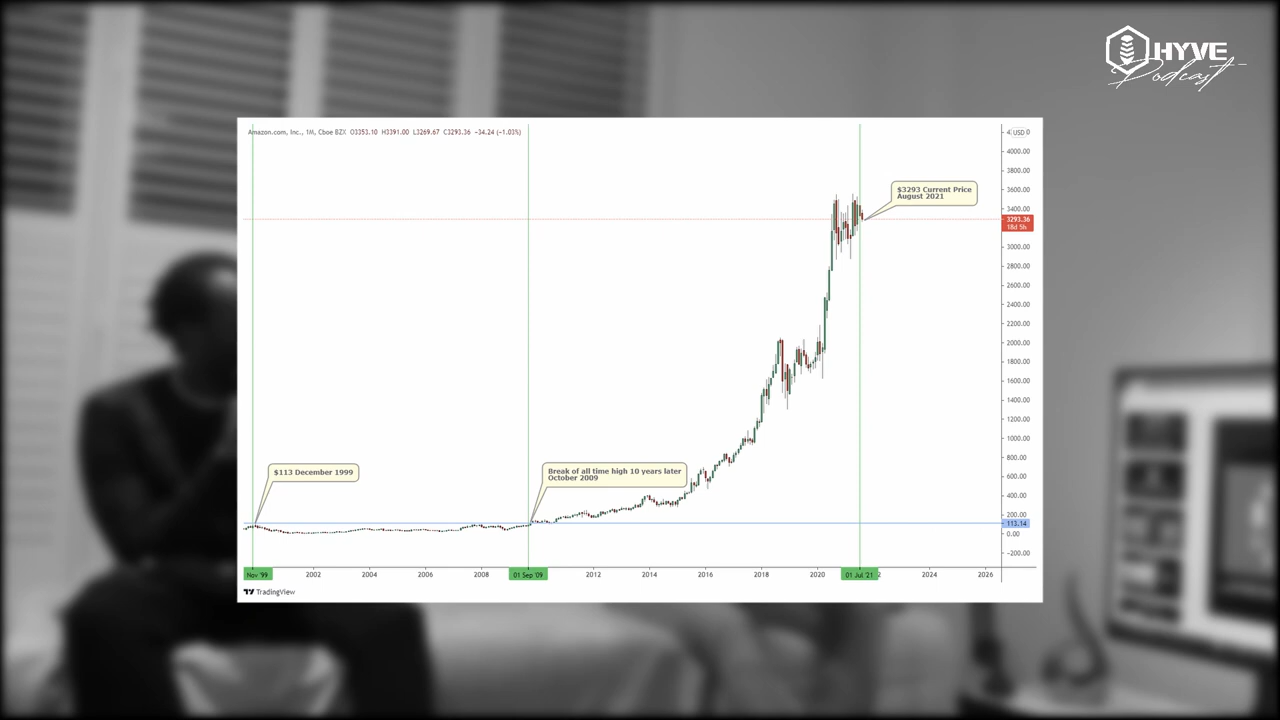 HYVE
Podcast
Amazon.com, Inc., 1M, Cboe BZX O3353.10 H3391.00 L3269.67 C3293.36 −34.24 (−1.03%)
USD
4000.00
3800.00
3600.00
3400.00
3293.36
18d 5h
3000.00
2800.00
2600.00
2400.00
2200.00
2000.00
1800.00
1600.00
1400.00
1200.00
1000.00
800.00
600.00
400.00
200.00
113.14
0.00
−200.00
$3293 Current Price
August 2021
$113 December 1999
Break of all time high 10 years later
October 2009
Nov '99
2002
2004
2006
2008
01 Sep '09
2012
2014
2016
2018
2020
01 Jul '21
2024
2026
TradingView